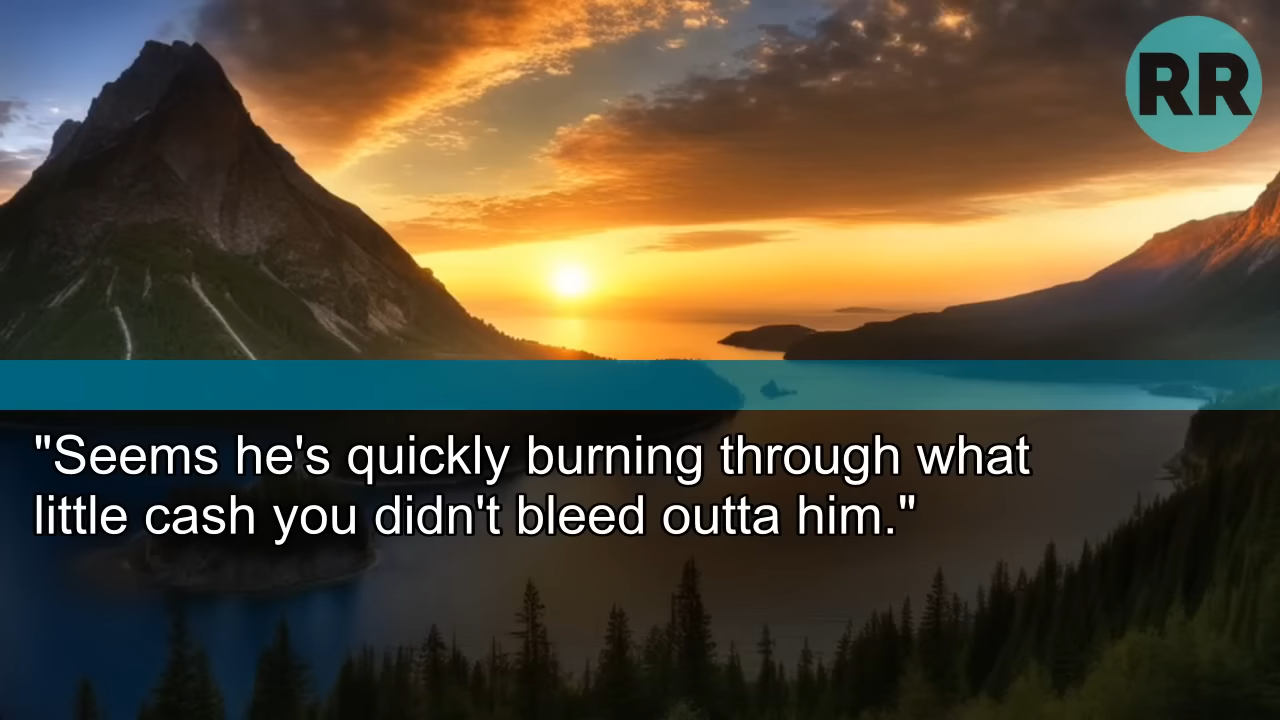 RR
"Seems he's quickly burning through what
little cash you didn't bleed outta him."